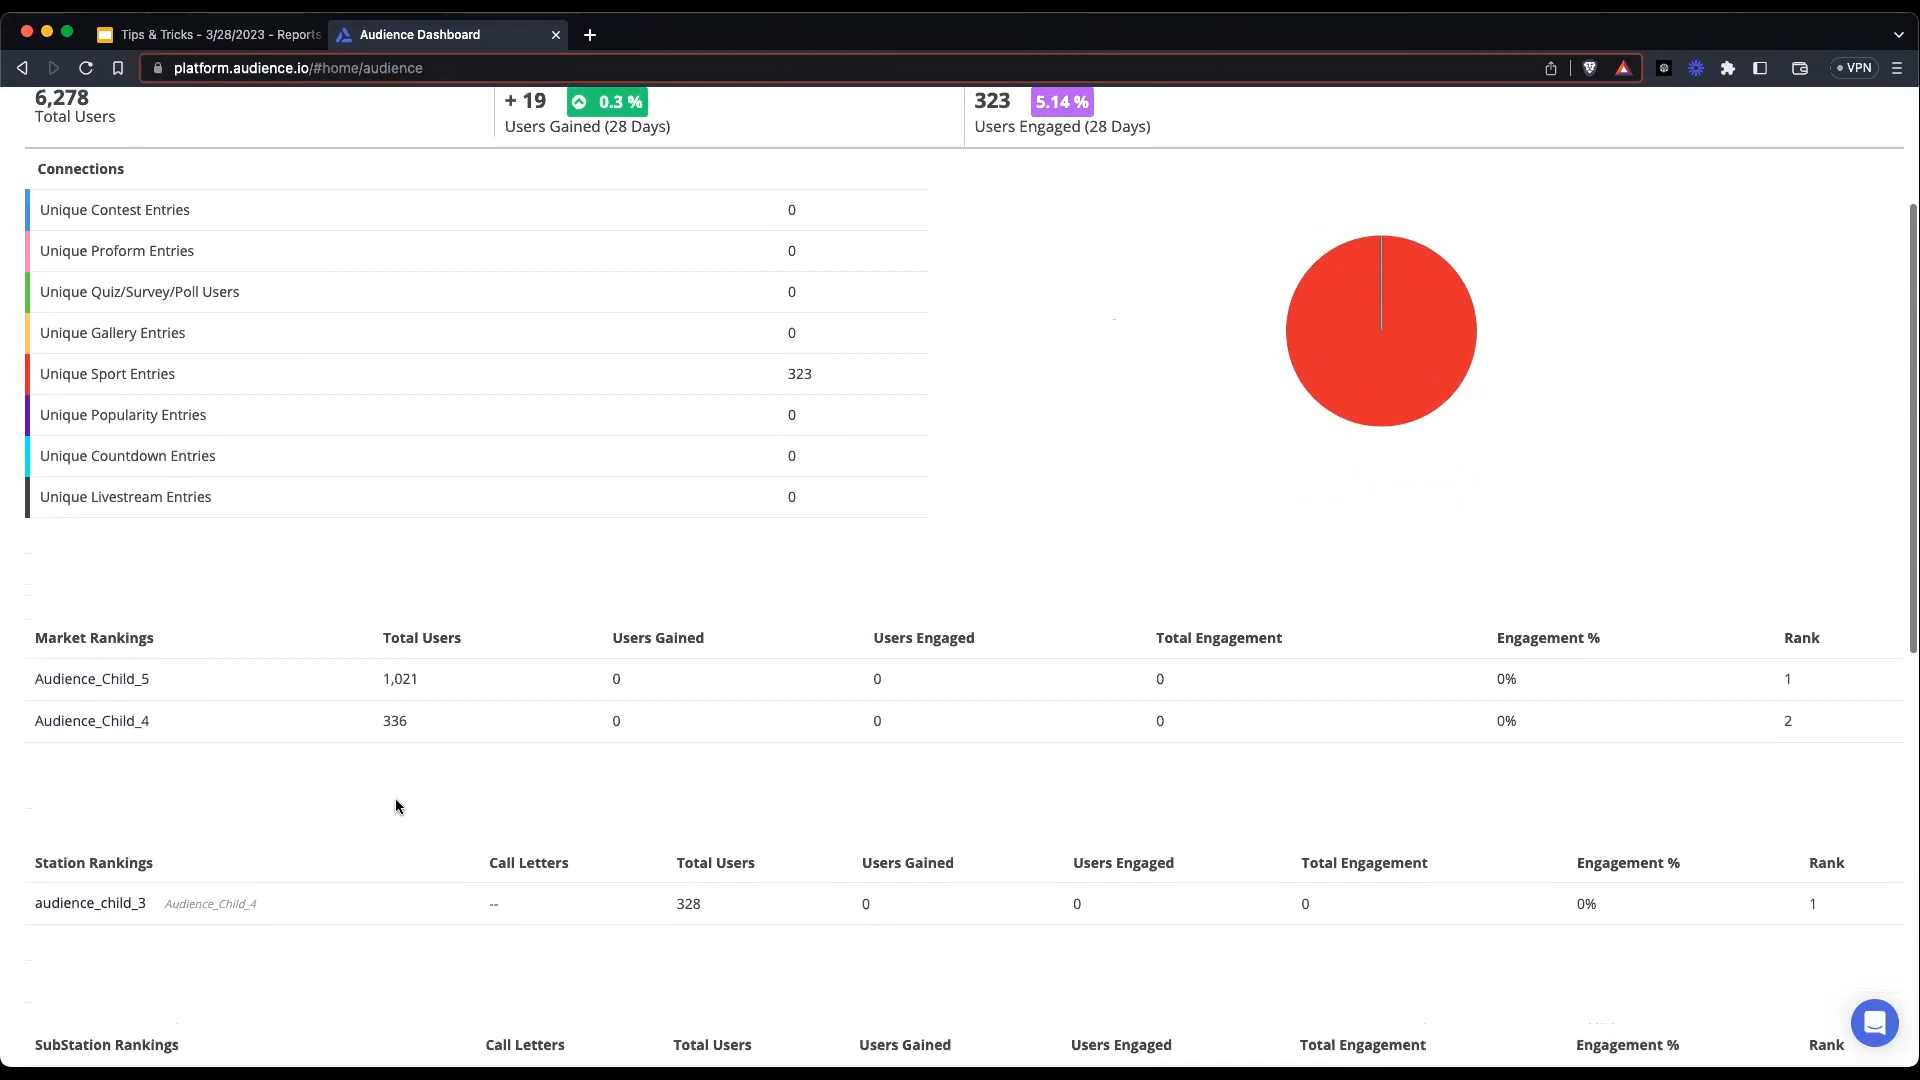 Tips & Tricks - 3/28/2023 - Reports
Audience Dashboard
platform.audience.io/#home/audience
VPN
6,278
Total Users
+ 19 0.3 %
Users Gained (28 Days)
323 5.14 %
Users Engaged (28 Days)
Connections
Unique Contest Entries 0
Unique Proform Entries 0
Unique Quiz/Survey/Poll Users 0
Unique Gallery Entries 0
Unique Sport Entries 323
Unique Popularity Entries 0
Unique Countdown Entries 0
Unique Livestream Entries 0
Market Rankings Total Users Users Gained Users Engaged Total Engagement Engagement % Rank
Audience_Child_5 1,021 0 0 0 0% 1
Audience_Child_4 336 0 0 0 0% 2
Station Rankings Call Letters Total Users Users Gained Users Engaged Total Engagement Engagement % Rank
audience_child_3 Audience_Child_4 -- 328 0 0 0 0% 1
SubStation Rankings Call Letters Total Users Users Gained Users Engaged Total Engagement Engagement % Rank